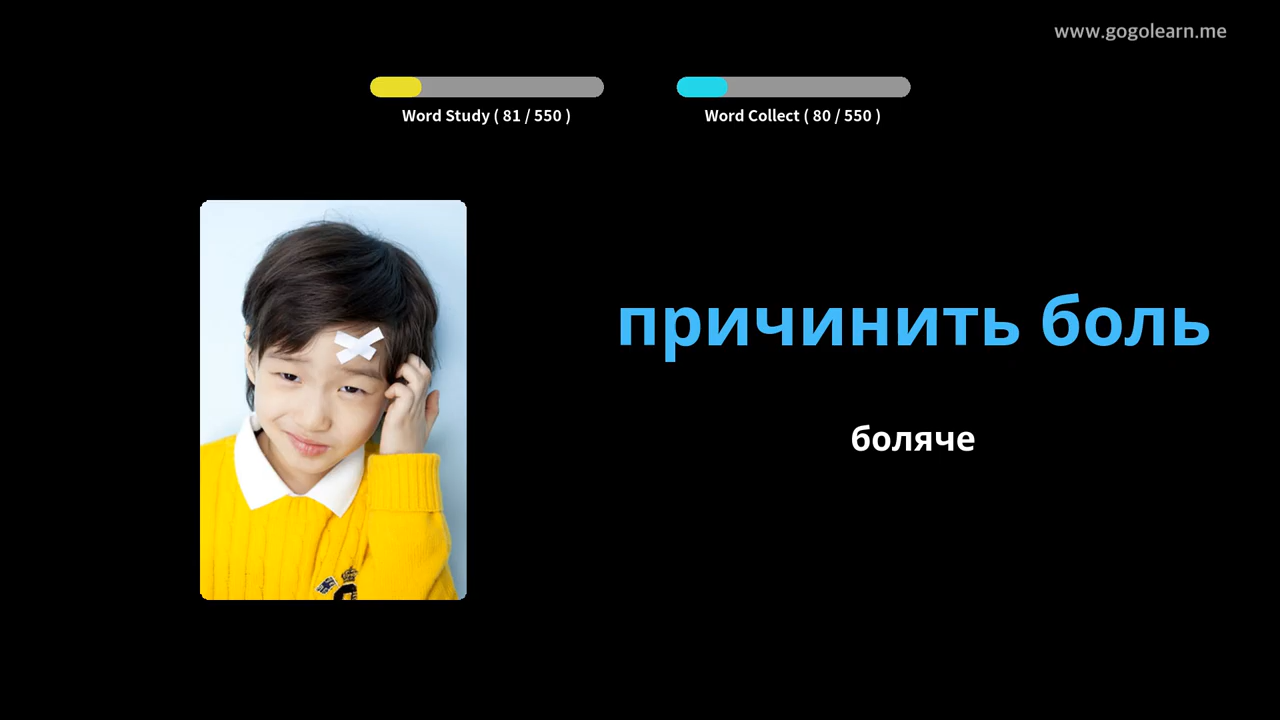 www.gogolearn.me
Word Study ( 81 / 550 )
Word Collect ( 80 / 550 )
причинить боль
боляче